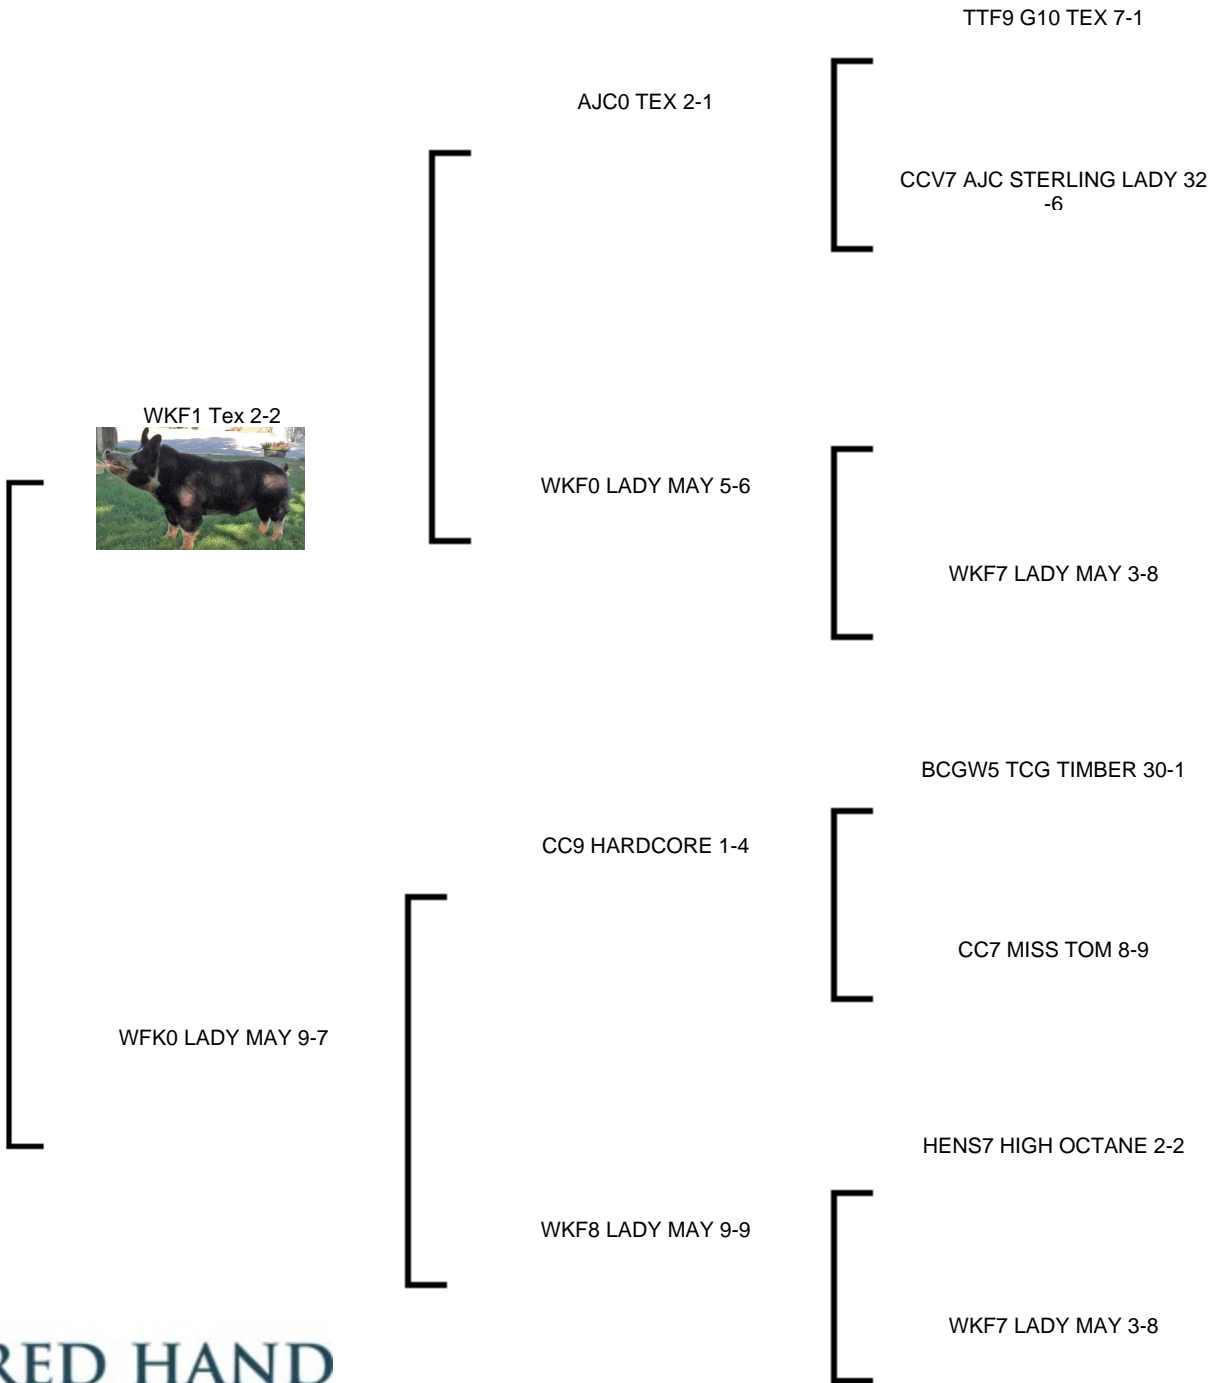 TTF9 G10 TEX 7-1
AJC0 TEX 2-1
CCV7 AJC STERLING LADY 32
-6
WKF1 Tex 2-2
WKF0 LADY MAY 5-6
WKF7 LADY MAY 3-8
BCGW5 TCG TIMBER 30-1
CC9 HARDCORE 1-4
CC7 MISS TOM 8-9
WFK0 LADY MAY 9-7
HENS7 HIGH OCTANE 2-2
WKF8 LADY MAY 9-9
WKF7 LADY MAY 3-8
RED HAND